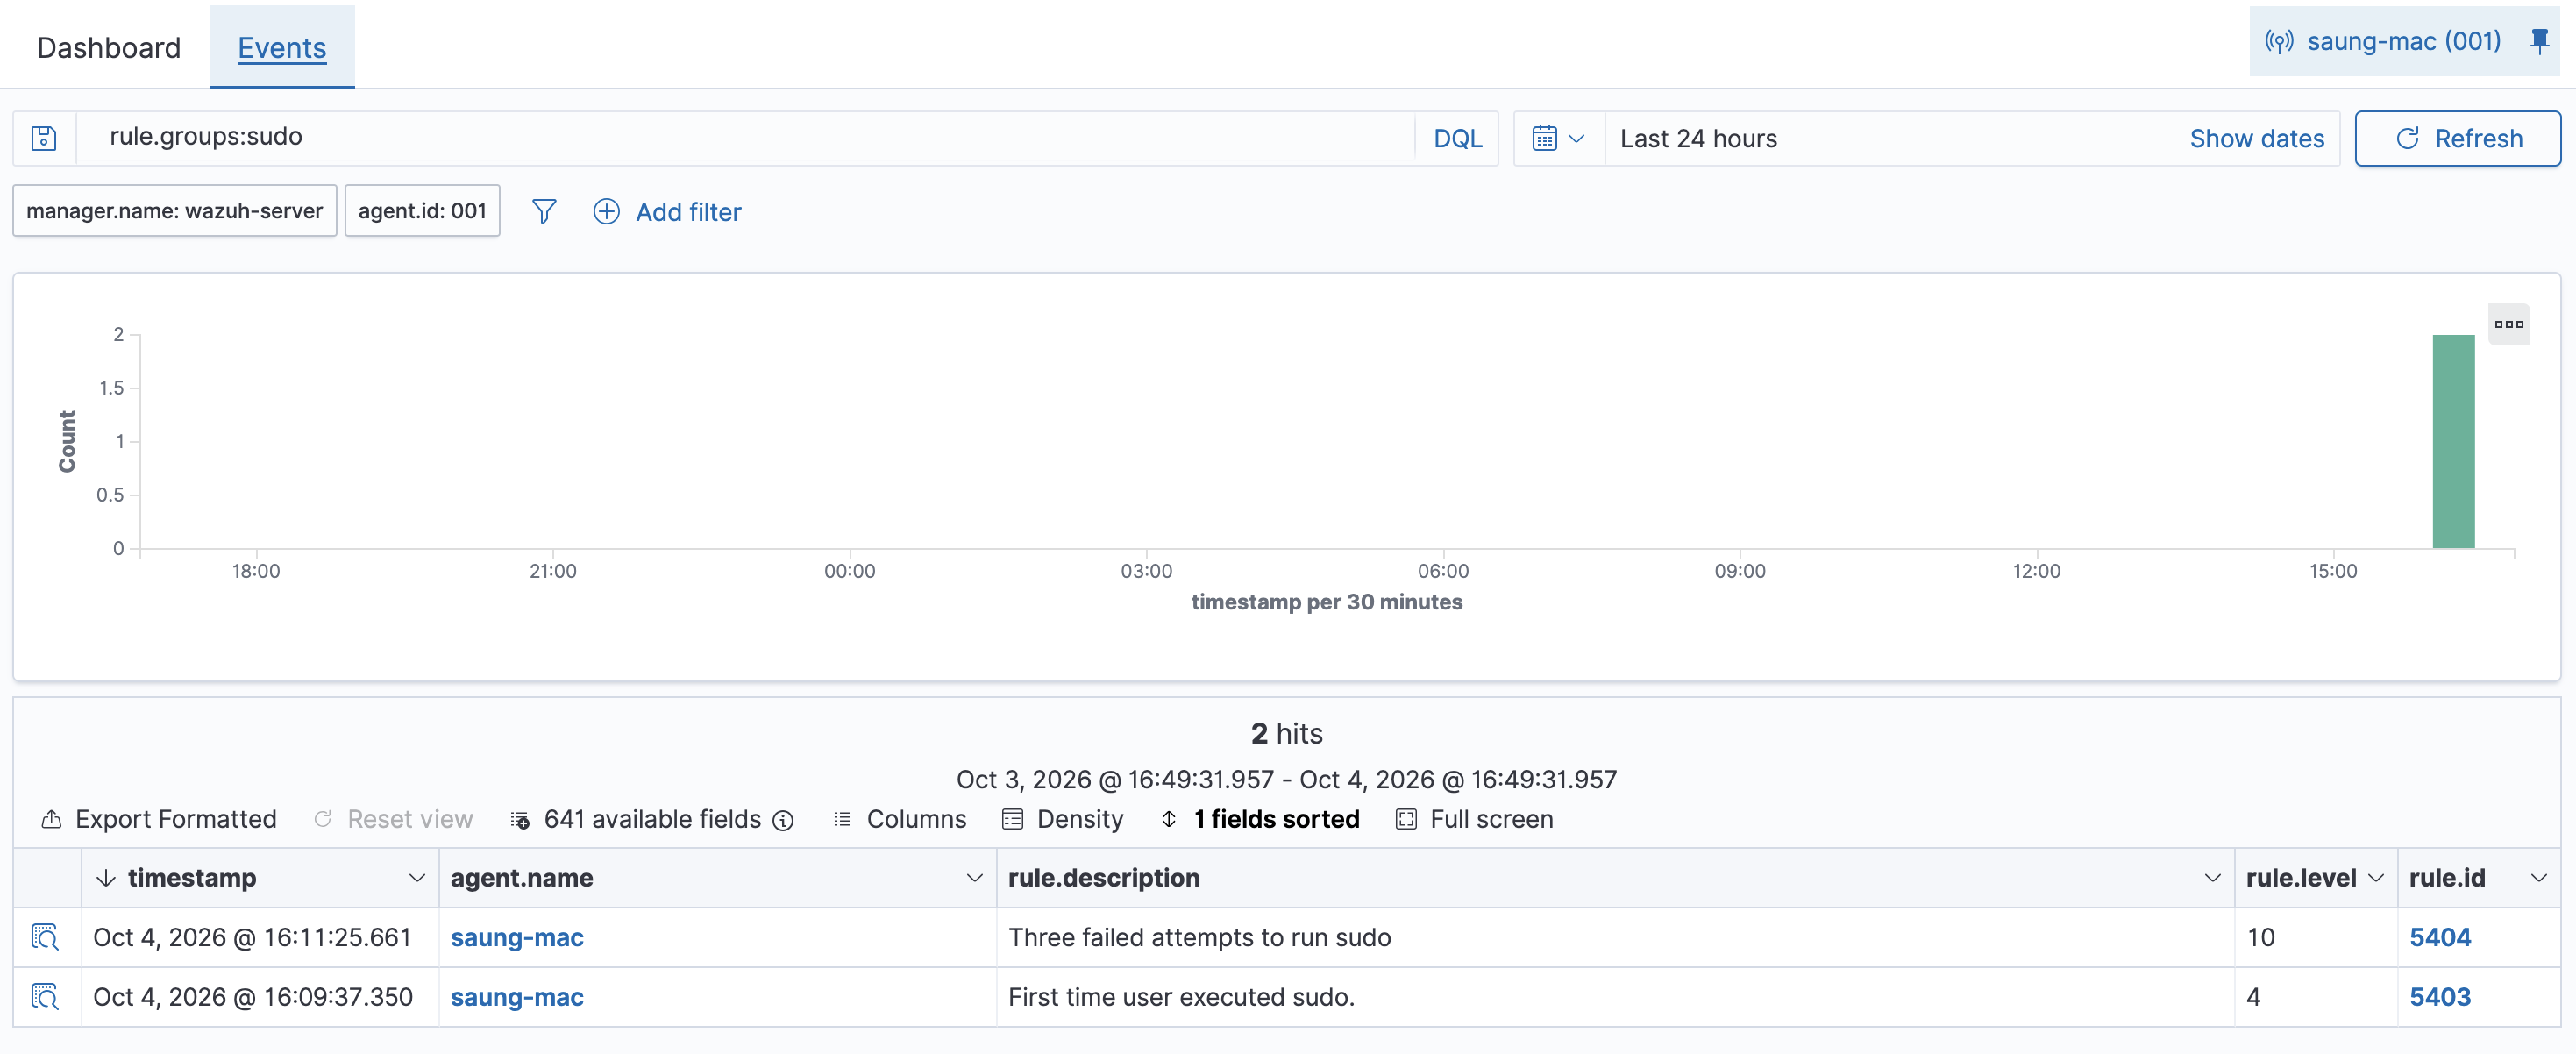 Dashboard Events saung-mac (001)
rule.groups:sudo DQL Last 24 hours Show dates Refresh
manager.name: wazuh-server agent.id: 001 Add filter
2
1.5
1
0.5
0
Count
18:00 21:00 00:00 03:00 06:00 09:00 12:00 15:00
timestamp per 30 minutes
2 hits
Oct 3, 2026 @ 16:49:31.957 - Oct 4, 2026 @ 16:49:31.957
Export Formatted Reset view 641 available fields Columns Density 1 fields sorted Full screen
timestamp agent.name rule.description rule.level rule.id
Oct 4, 2026 @ 16:11:25.661 saung-mac Three failed attempts to run sudo 10 5404
Oct 4, 2026 @ 16:09:37.350 saung-mac First time user executed sudo. 4 5403